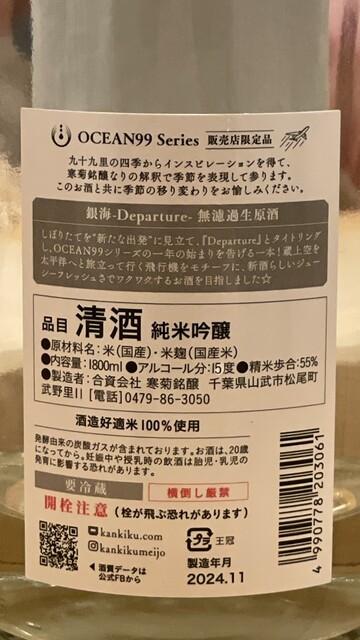 OCEAN99 Series 販売店限定品
九十九里の四季からインスピレーションを得て、
寒菊銘醸なりの解釈で季節を表現して参ります。
このお酒と共に季節の移り変わりをお愉しみください。
銀海-Departure- 無濾過生原酒
しぼりたてを“新たな出発”に見立て、『Departure』とタイトリング
し、OCEAN99シリーズの一年の始まりを告げる一本!蔵上空を
太平洋へと旅立って行く飛行機をモチーフに、新酒らしいジュー
シーフレッシュさでワクワクするお酒を目指しました☆
品目 清酒 純米吟醸
●原材料名:米(国産)・米麹(国産米)
●内容量:1800ml ●アルコール分:15度 ●精米歩合:55%
●製造者:合資会社 寒菊銘醸 千葉県山武市松尾町
武野里11 [電話] 0479-86-3050
酒造好適米100%使用
発酵由来の炭酸ガスが含まれております。お酒は、20歳
になってから。妊娠中や授乳時の飲酒は胎児・乳児の
発育に影響する恐れがあります。
要冷蔵 横倒し厳禁
開栓注意 (栓が飛ぶ恐れがあります)
kankiku.com
kankikumeijo
酒質データは
公式FBから
王冠
製造年月
2024.11
4990778203061